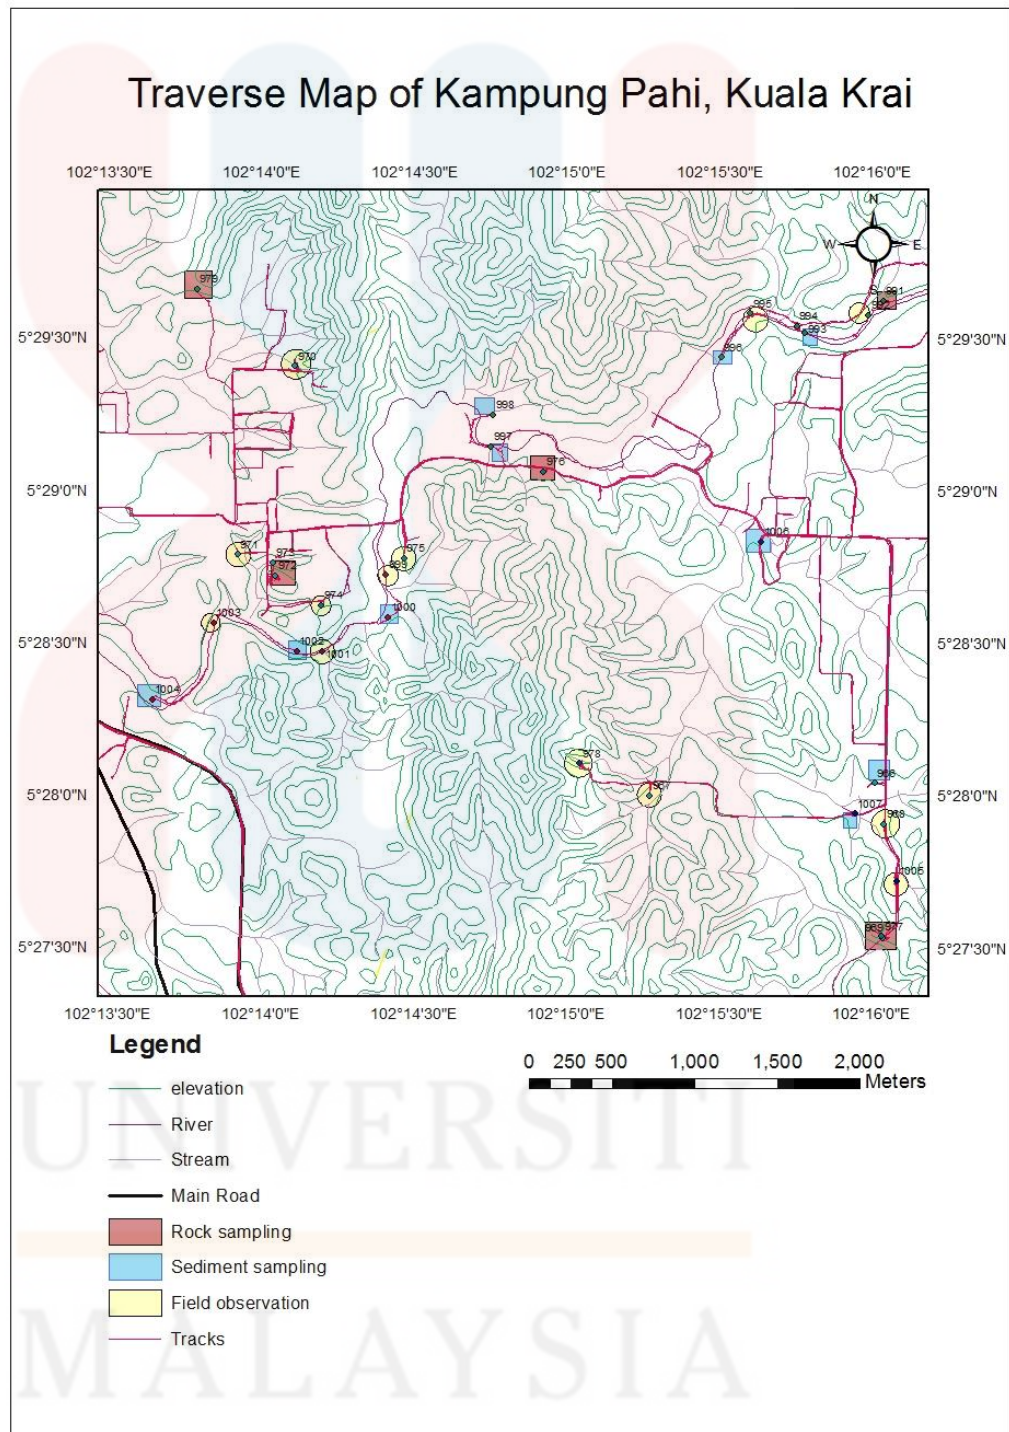 Traverse Map of Kampung Pahi, Kuala Krai
102°13'30"E 102°14'0"E 102°14'30"E 102°15'0"E 102°15'30"E 102°16'0"E
N
W E
S
979
991
995
994
993
5°29'30"N 5°29'30"N
996
970
998
997
976
5°29'0"N 5°29'0"N
1006
971
975
973
972
999
974
1000
1003
5°28'30"N 5°28'30"N
1002
1001
1004
978
5°28'0"N 5°28'0"N
1007
1005
977
5°27'30"N 5°27'30"N
102°13'30"E 102°14'0"E 102°14'30"E 102°15'0"E 102°15'30"E 102°16'0"E
Legend
0 250 500 1,000 1,500 2,000
Meters
elevation
River
Stream
Main Road
Rock sampling
Sediment sampling
Field observation
Tracks
UNIVERSITI
MALAYSIA